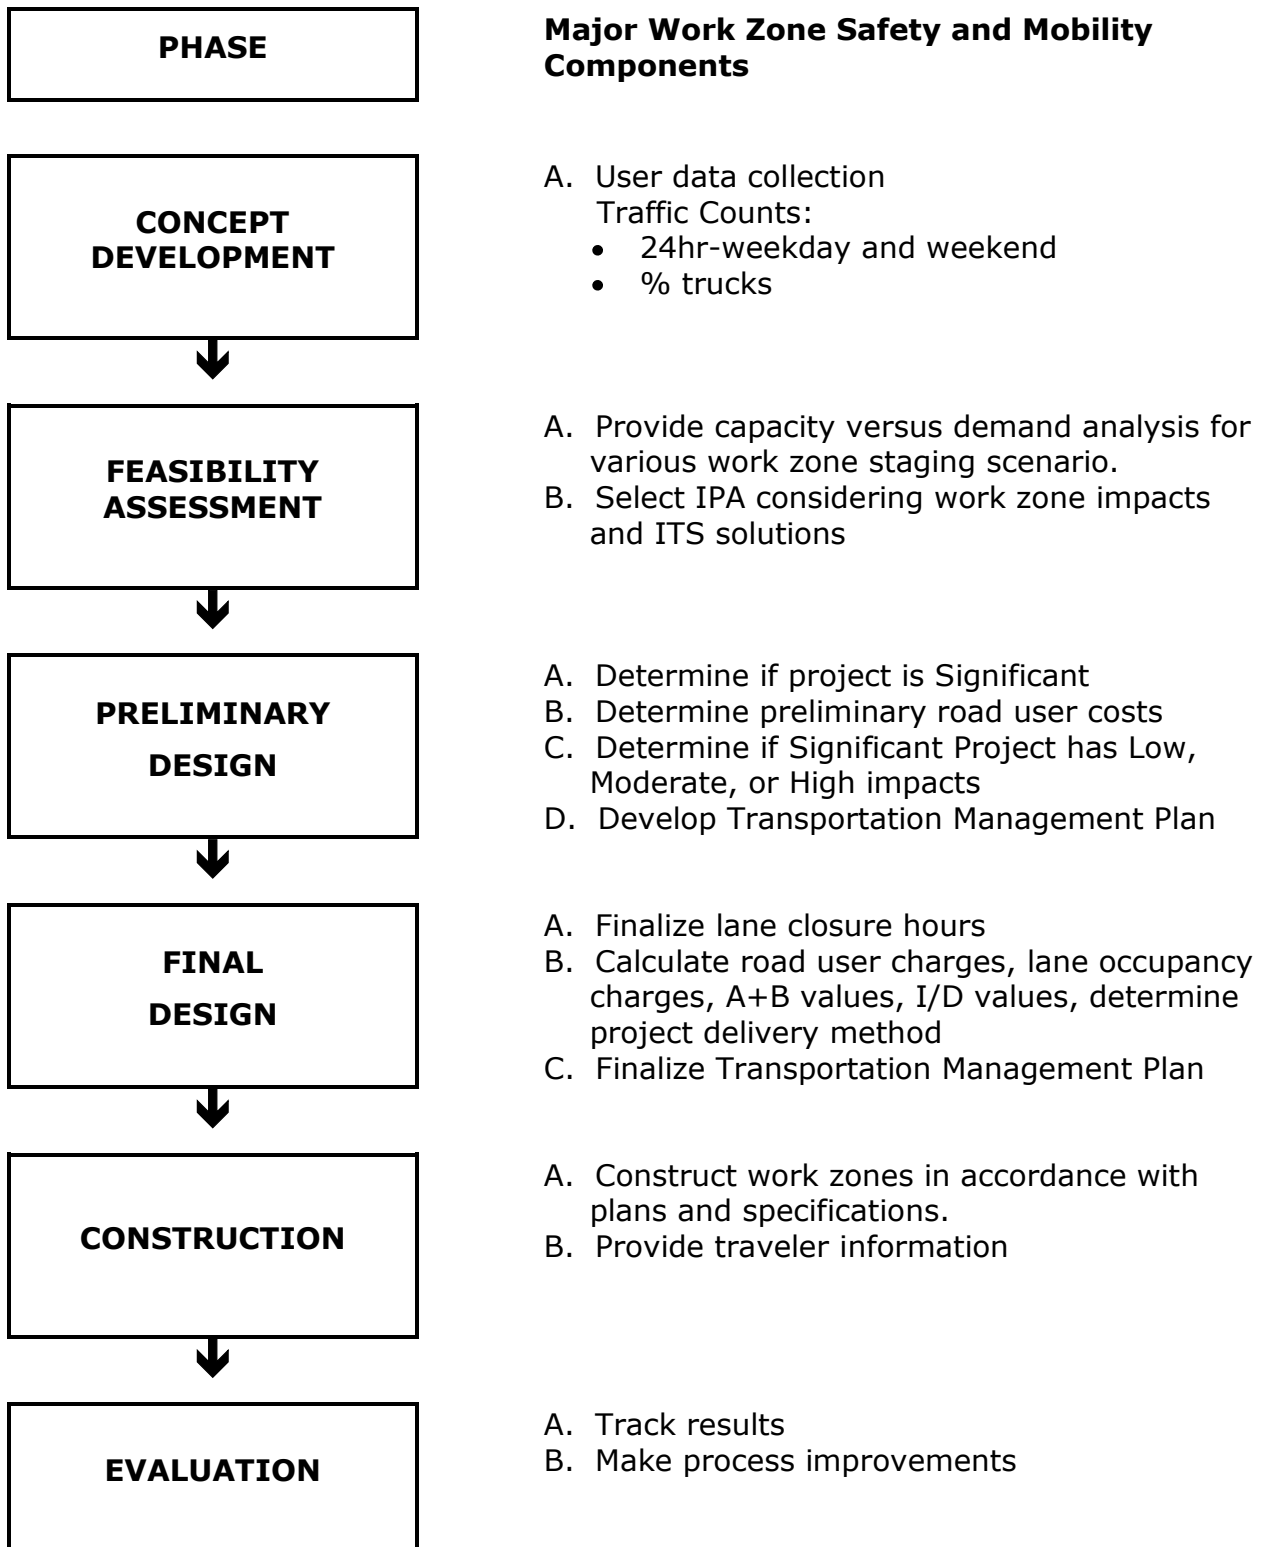 PHASE
Major Work Zone Safety and Mobility
Components
CONCEPT
DEVELOPMENT
A. User data collection
Traffic Counts:
• 24hr-weekday and weekend
• % trucks
FEASIBILITY
ASSESSMENT
A. Provide capacity versus demand analysis for
various work zone staging scenario.
B. Select IPA considering work zone impacts
and ITS solutions
PRELIMINARY
DESIGN
A. Determine if project is Significant
B. Determine preliminary road user costs
C. Determine if Significant Project has Low,
Moderate, or High impacts
D. Develop Transportation Management Plan
FINAL
DESIGN
A. Finalize lane closure hours
B. Calculate road user charges, lane occupancy
charges, A+B values, I/D values, determine
project delivery method
C. Finalize Transportation Management Plan
CONSTRUCTION
A. Construct work zones in accordance with
plans and specifications.
B. Provide traveler information
EVALUATION
A. Track results
B. Make process improvements